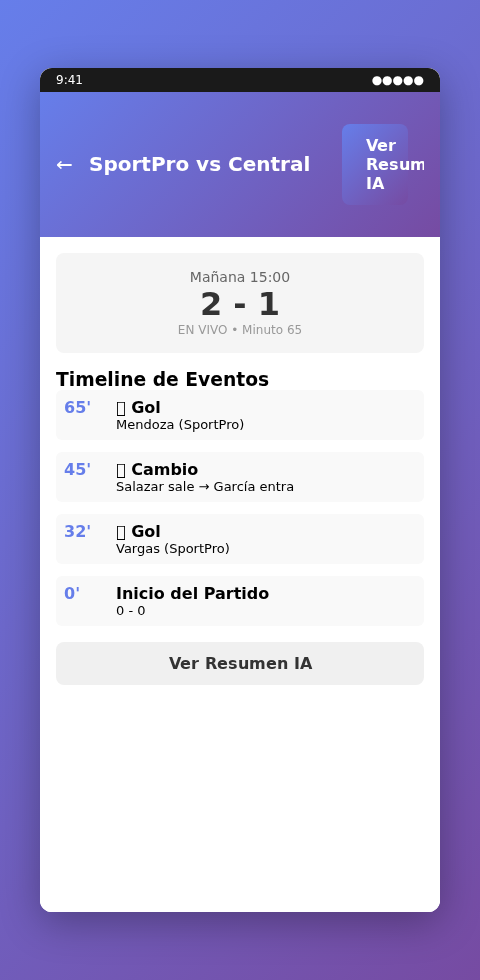 9:41 ●●●●●
← SportPro vs Central
Ver
Resum
IA
Mañana 15:00
2 - 1
EN VIVO • Minuto 65
Timeline de Eventos
65' Gol
Mendoza (SportPro)
45' Cambio
Salazar sale → García entra
32' Gol
Vargas (SportPro)
0' Inicio del Partido
0 - 0
Ver Resumen IA